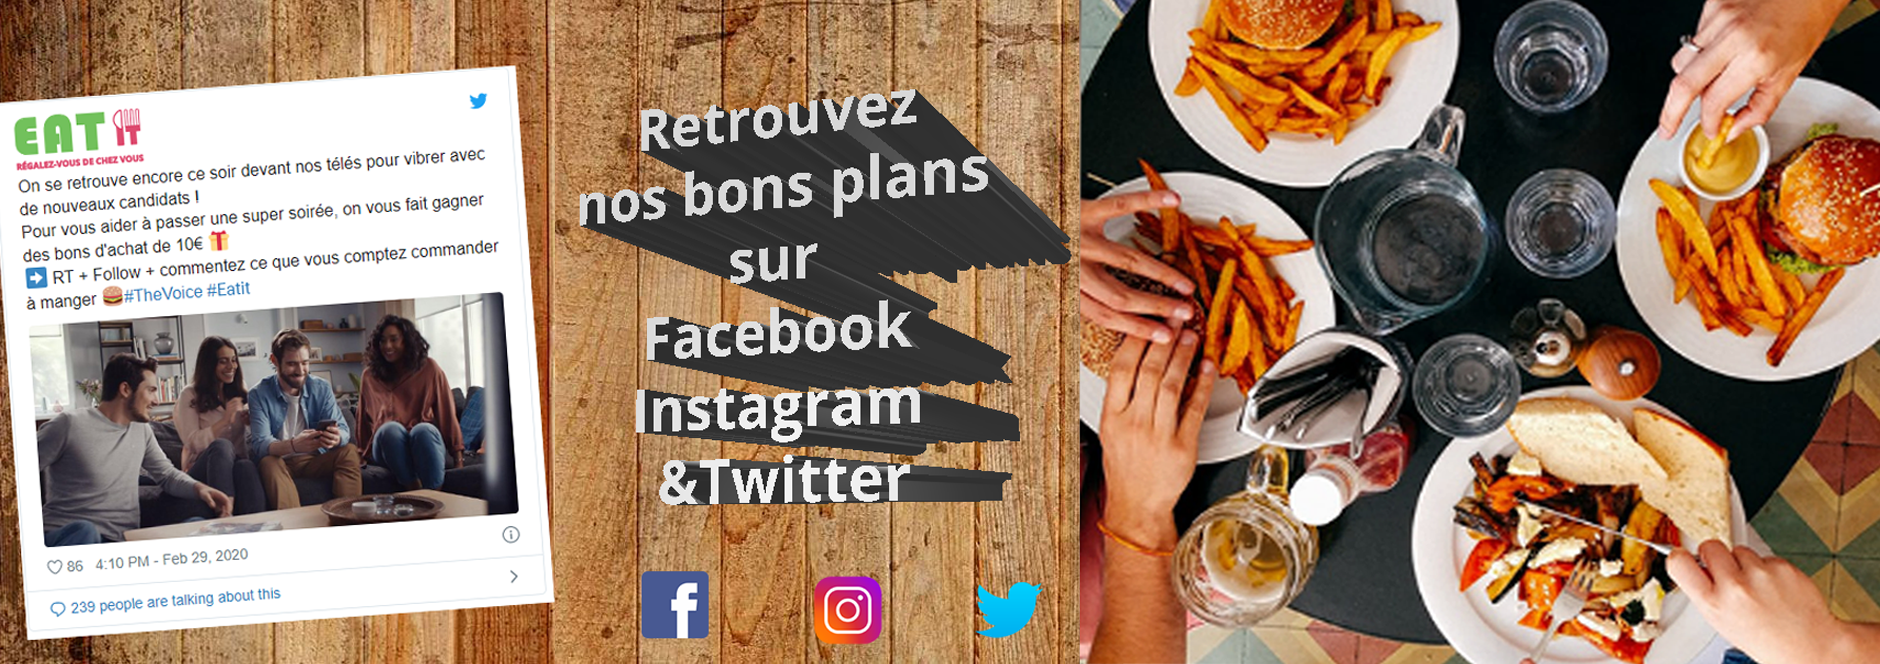 EAT IT
RÉGALEZ-VOUS DE CHEZ VOUS
On se retrouve encore ce soir devant nos télés pour vibrer avec
de nouveaux candidats !
Pour vous aider à passer une super soirée, on vous fait gagner
des bons d'achat de 10€ 🎁
➡ RT + Follow + commentez ce que vous comptez commander
à manger 🍔#TheVoice #Eatit
86 4:10 PM - Feb 29, 2020
239 people are talking about this
Retrouvez
nos bons plans
sur
Facebook
Instagram
&Twitter